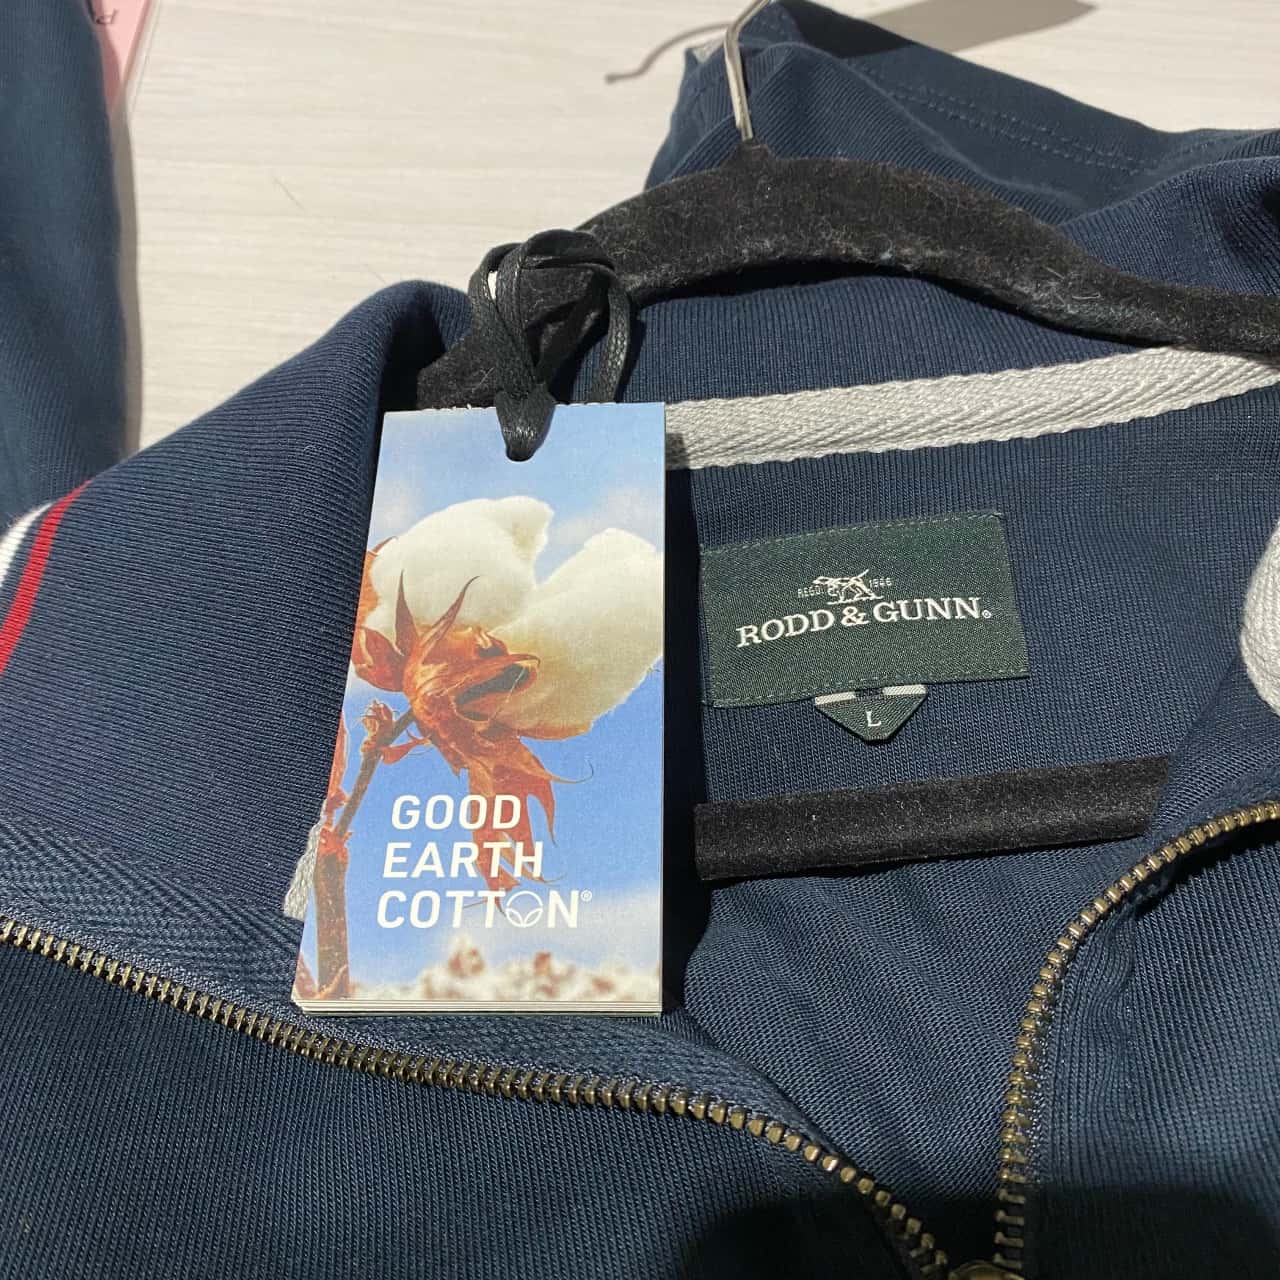 GOOD
EARTH
COTTON®
REGD. 1946
RODD & GUNN®
L